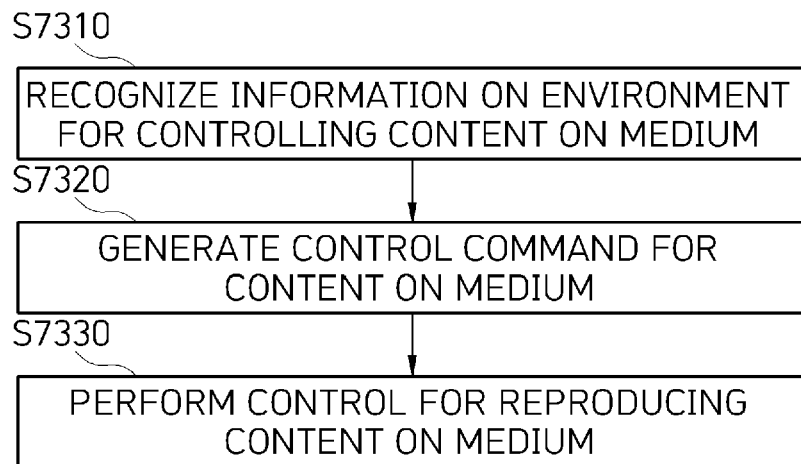 S7310
RECOGNIZE INFORMATION ON ENVIRONMENT
FOR CONTROLLING CONTENT ON MEDIUM
S7320
GENERATE CONTROL COMMAND FOR
CONTENT ON MEDIUM
S7330
PERFORM CONTROL FOR REPRODUCING
CONTENT ON MEDIUM